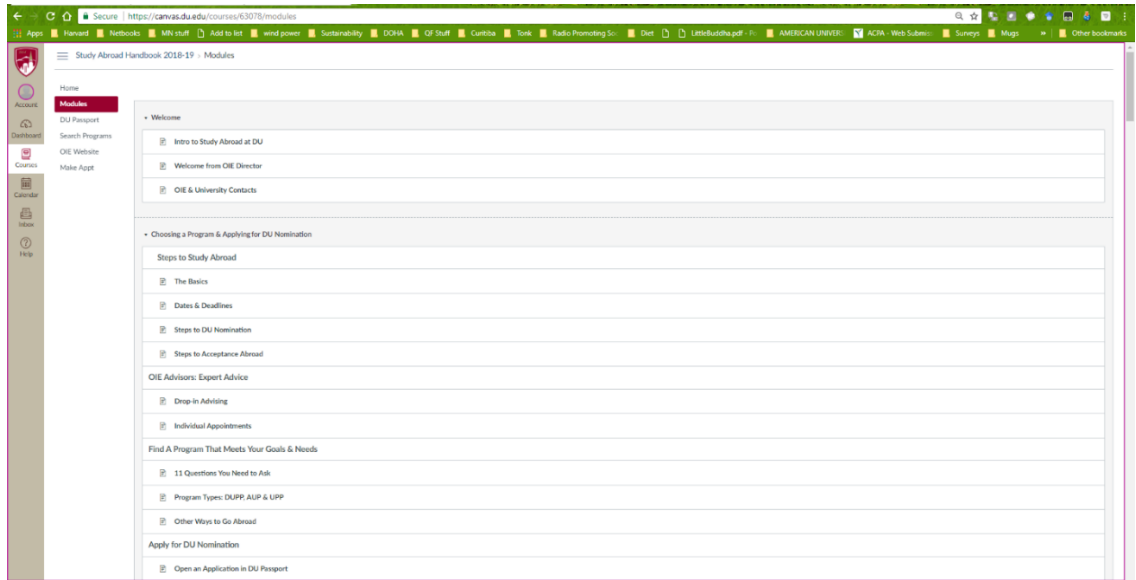 Secure | https://canvas.du.edu/courses/63078/modules
Apps Harvard Netbooks MN stuff Add to list wind power Sustainability DOHA QF Stuff Curitiba Tonk Radio Promoting So Diet LittleBuddha.pdf - AMERICAN UNIVERS ACPA - Web Submis Surveys Mugs » Other bookmarks
Study Abroad Handbook 2018-19 › Modules
Account
Dashboard
Courses
Calendar
Inbox
Help
Home
Modules
DU Passport
Search Programs
OIE Website
Make Appt
Welcome
Intro to Study Abroad at DU
Welcome from OIE Director
OIE & University Contacts
Choosing a Program & Applying for DU Nomination
Steps to Study Abroad
The Basics
Dates & Deadlines
Steps to DU Nomination
Steps to Acceptance Abroad
OIE Advisors: Expert Advice
Drop-in Advising
Individual Appointments
Find A Program That Meets Your Goals & Needs
11 Questions You Need to Ask
Program Types: DUPP, AUP & UPP
Other Ways to Go Abroad
Apply for DU Nomination
Open an Application in DU Passport